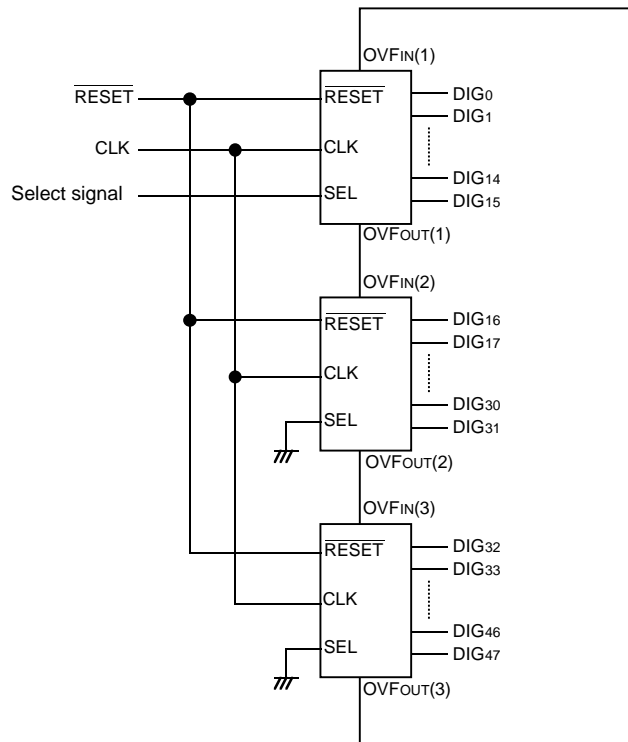 OVFIN(1)
RESET
RESET
DIG0
DIG1
CLK
CLK
DIG14
Select signal
SEL
DIG15
OVFOUT(1)
OVFIN(2)
RESET
DIG16
DIG17
CLK
SEL
DIG30
DIG31
OVFOUT(2)
OVFIN(3)
RESET
DIG32
DIG33
CLK
DIG46
SEL
DIG47
OVFOUT(3)